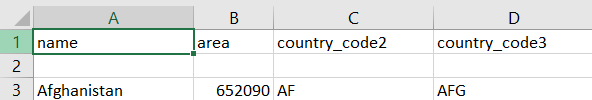 A B C D
1 name area country_code2 country_code3
2
3 Afghanistan 652090 AF AFG